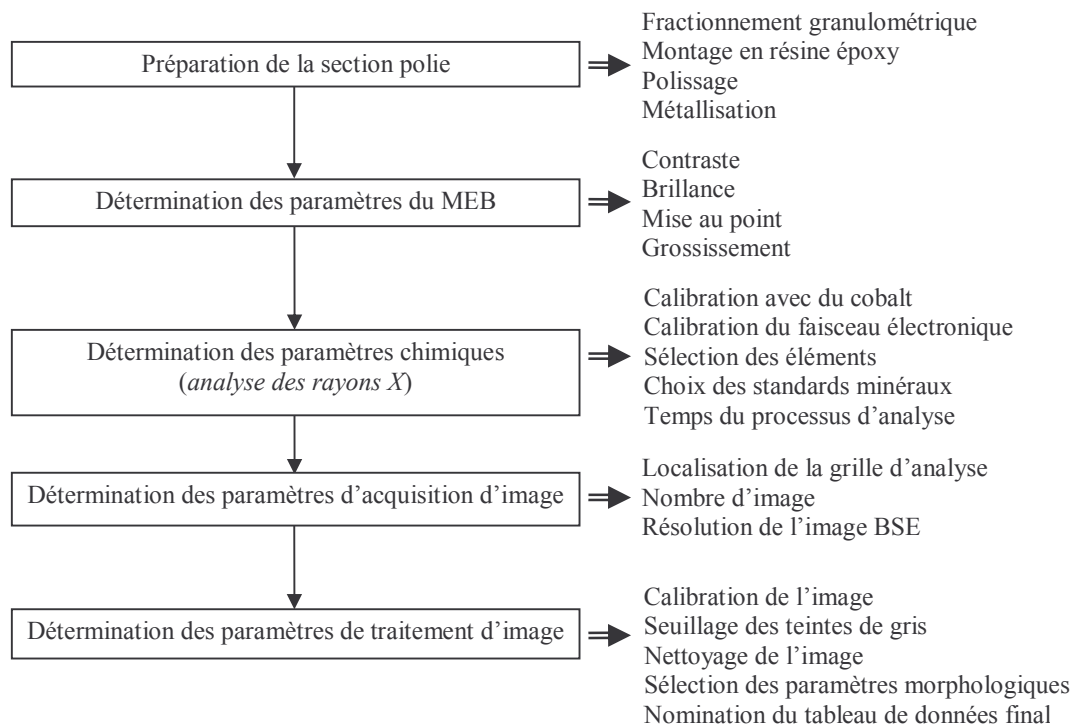 Préparation de la section polie
Fractionnement granulométrique
Montage en résine époxy
Polissage
Métallisation
Détermination des paramètres du MEB
Contraste
Brillance
Mise au point
Grossissement
Détermination des paramètres chimiques
(analyse des rayons X)
Calibration avec du cobalt
Calibration du faisceau électronique
Sélection des éléments
Choix des standards minéraux
Temps du processus d’analyse
Détermination des paramètres d’acquisition d’image
Localisation de la grille d’analyse
Nombre d’image
Résolution de l’image BSE
Détermination des paramètres de traitement d’image
Calibration de l’image
Seuillage des teintes de gris
Nettoyage de l’image
Sélection des paramètres morphologiques
Nomination du tableau de données final